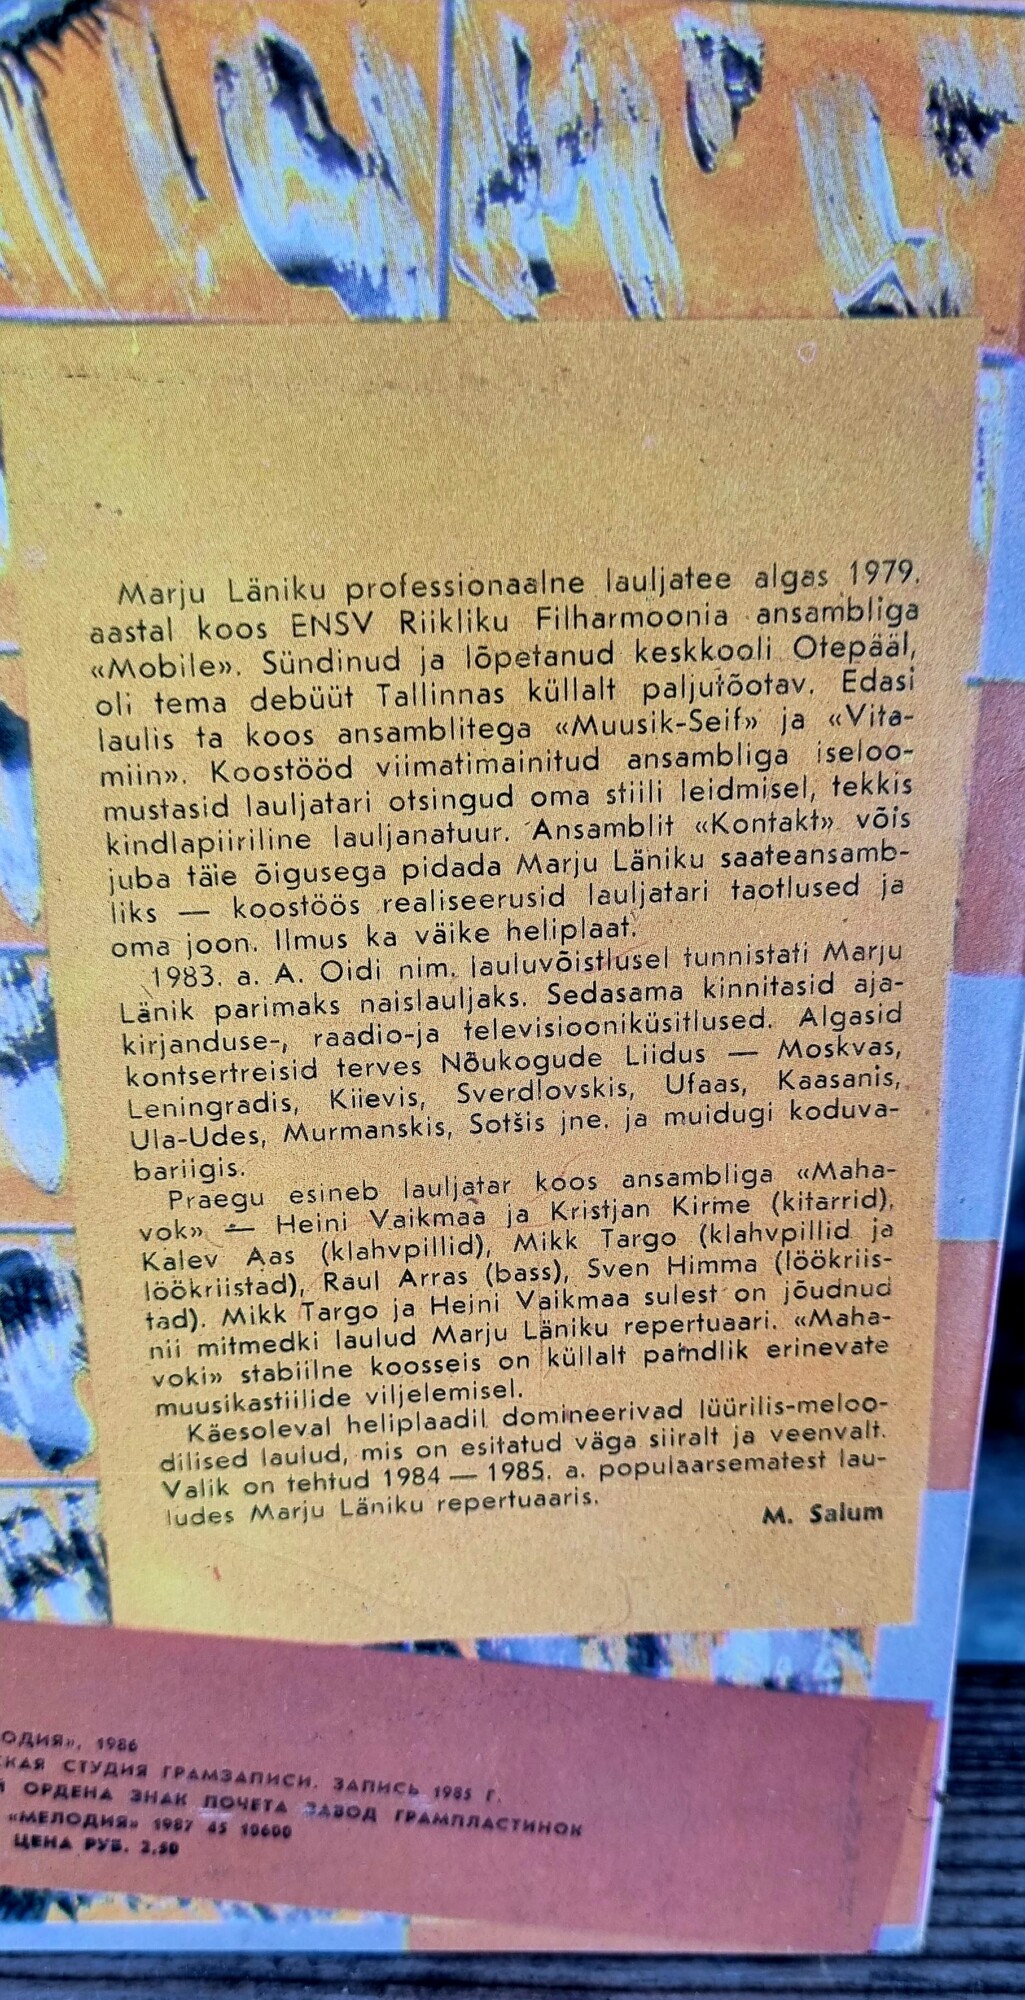 Marju Läniku professionaalne lauljatee algas 1979.
aastal koos ENSV Riikliku Filharmoonia ansambliga
«Mobile». Sündinud ja lõpetanud keskkooli Otepääl,
oli tema debüüt Tallinnas küllalt paljutõotav. Edasi
laulis ta koos ansamblitega «Muusik-Seif» ja «Vita-
miin». Koostööd viimatimainitud ansambliga iseloo-
mustasid lauljatari otsingud oma stiili leidmisel, tekkis
kindlapiiriline lauljanatuur. Ansamblit «Kontakt» võis
juba täie õigusega pidada Marju Läniku saateansamb-
liks — koostöös realiseerusid lauljatari taotlused ja
oma joon. Ilmus ka väike heliplaat.
1983. a. A. Oidi nim. lauluvõistlusel tunnistati Marju
Länik parimaks naislauljaks. Sedasama kinnitasid aja-
kirjanduse-, raadio-ja televisiooniküsitlused. Algasid
kontsertreisid terves Nõukogude Liidus — Moskvas,
Leningradis, Kiievis, Sverdlovskis, Ufaas, Kaasanis,
Ula-Udes, Murmanskis, Sotšis jne. ja muidugi koduva-
bariigis.
Praegu esineb lauljatar koos ansambliga «Maha-
vok» — Heini Vaikmaa ja Kristjan Kirme (kitarrid),
Kalev Aas (klahvpillid), Mikk Targo (klahvpillid ja
löökriistad), Raul Arras (bass), Sven Himma (löökriis-
tad). Mikk Targo ja Heini Vaikmaa sulest on jõudnud
nii mitmedki laulud Marju Läniku repertuaari. «Maha-
voki» stabiilne koosseis on küllalt paindlik erinevate
muusikastiilide viljelemisel.
Käesoleval heliplaadil domineerivad lüürilis-meloo-
dilised laulud, mis on esitatud väga siiralt ja veenvalt.
Valik on tehtud 1984 — 1985. a. populaarsematest lau-
ludes Marju Läniku repertuaaris.
M. Salum
ОДИЯ», 1986
КАЯ СТУДИЯ ГРАМЗАПИСИ. ЗАПИСЬ 1985 Г.
Й ОРДЕНА ЗНАК ПОЧЕТА ЗАВОД ГРАМПЛАСТИНОК
«МЕЛОДИЯ» 1987 45 10600
ЦЕНА РУБ. 2,50